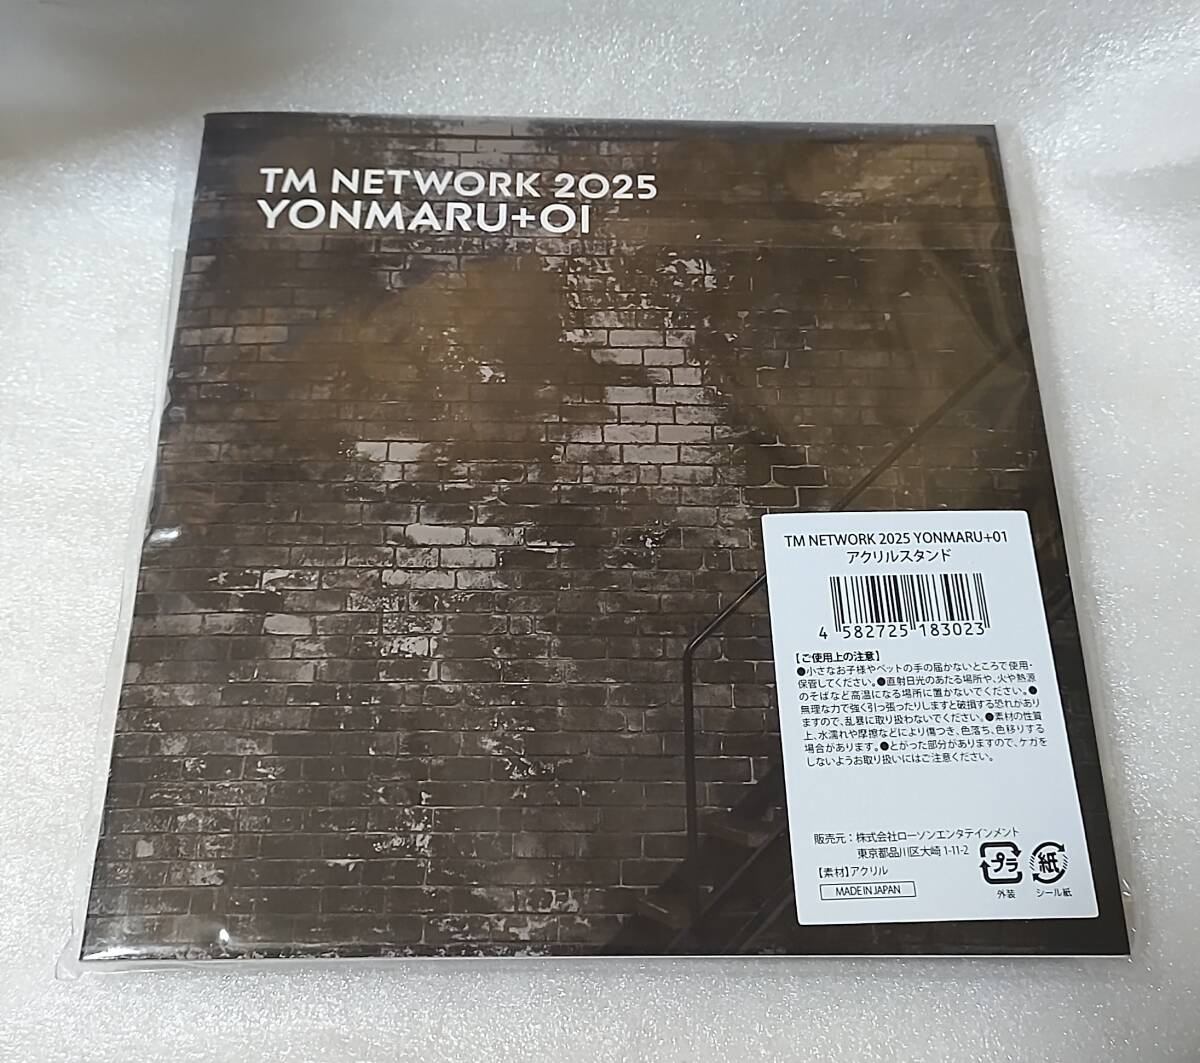 TM NETWORK 2025
YONMARU+01
TM NETWORK 2025 YONMARU+01
アクリルスタンド
4 582725 183023
【ご使用上の注意】
●小さなお子様やペットの手の届かないところで使用・
保管してください。●直射日光のあたる場所や、火や熱源
のそばなど高温になる場所に置かないでください。●
無理な力で強く引っ張ったりしますと破損する恐れがあり
ますので、乱暴に取り扱わないでください。●素材の性質
上、水濡れや摩擦などにより傷つき、色落ち、色移りする
場合があります。●とがった部分がありますので、ケガを
しないようお取り扱いにはご注意ください。
販売元：株式会社ローソンエンタテインメント
東京都品川区大崎 1-11-2
【素材】アクリル
MADE IN JAPAN
プラ
外装
紙
シール紙